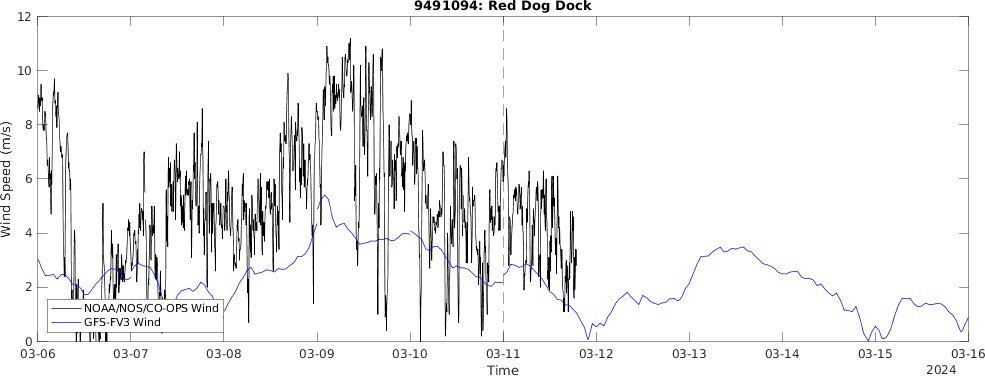 9491094: Red Dog Dock
Wind Speed (m/s)
12
10
8
6
4
2
0
NOAA/NOS/CO-OPS Wind
GFS-FV3 Wind
03-06 03-07 03-08 03-09 03-10 03-11 03-12 03-13 03-14 03-15 03-16
Time
2024